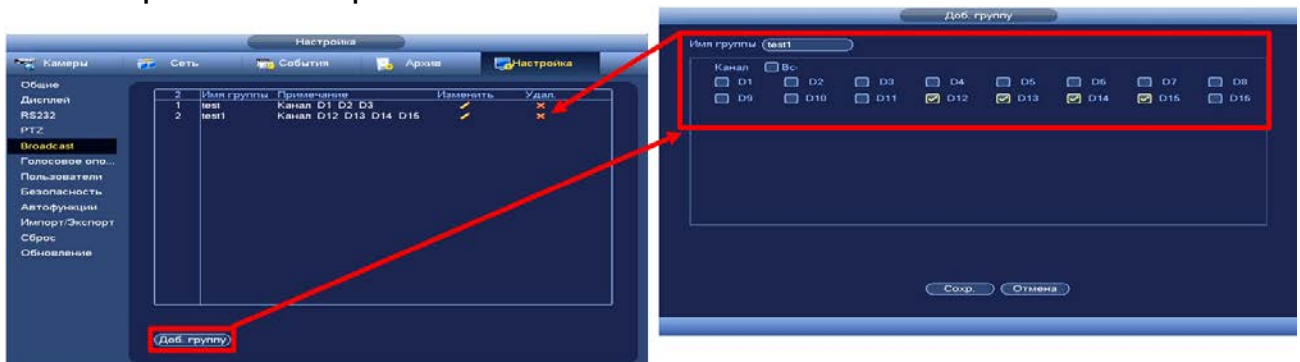 Настройка
Камеры Сеть События Архив Настройка
Общие
Дисплей
RS232
PTZ
Broadcast
Голосовое опо...
Пользователи
Безопасность
Автофункции
Импорт/Экспорт
Сброс
Обновление
2 Имя группы Примечание Изменить Удал.
1 test Канал D1 D2 D3
2 test1 Канал D12 D13 D14 D15
Доб. группу
Доб. группу
Имя группы test1
Канал Вс
D1 D2 D3 D4 D5 D6 D7 D8
D9 D10 D11 D12 D13 D14 D15 D16
Сохр. Отмена